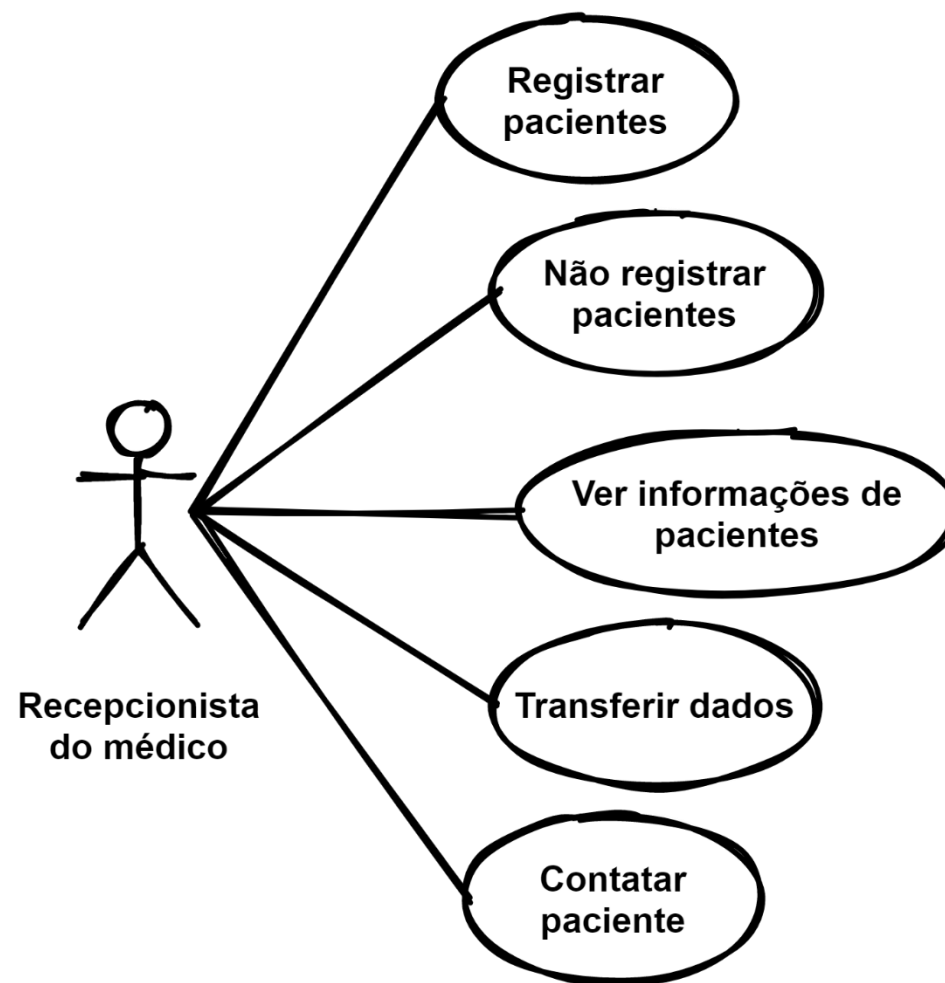 Registrar
pacientes
Não registrar
pacientes
Ver informações de
pacientes
Transferir dados
Recepcionista
do médico
Contatar
paciente